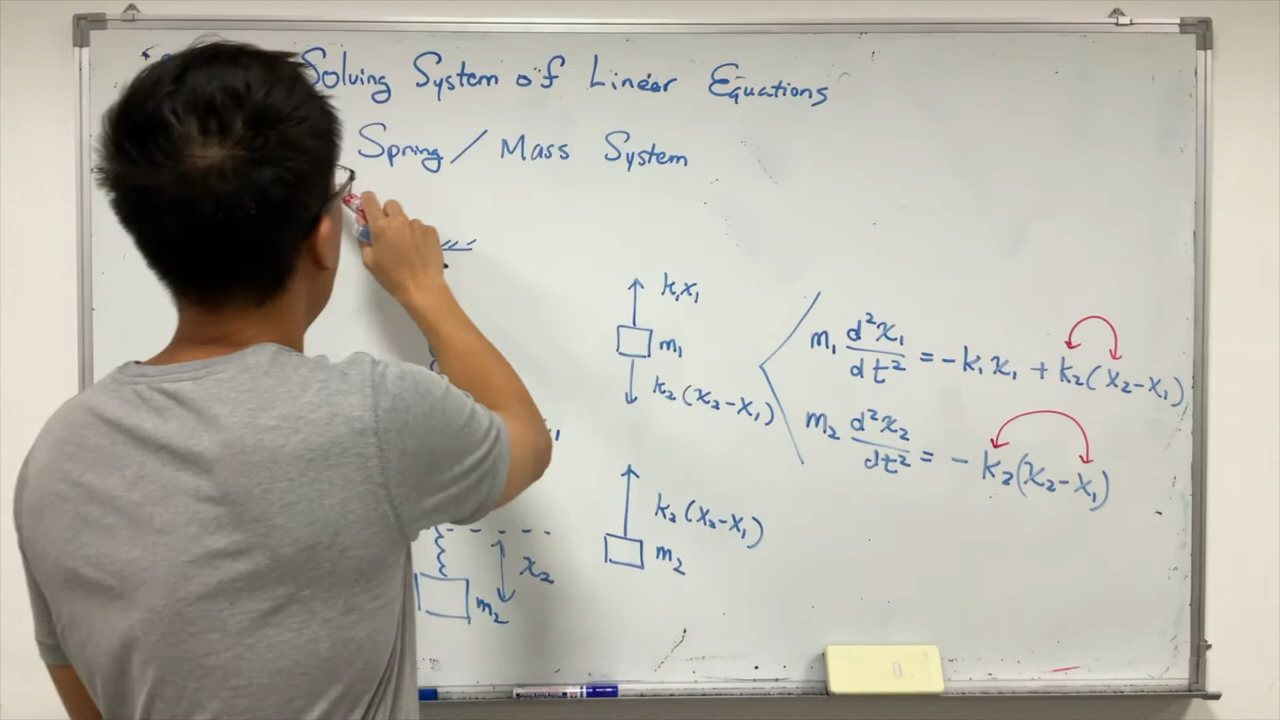 Solving System of Linear Equations
Spring / Mass System
k₁x₁
m₁
k₂(x₂-x₁)
m₁ d²x₁/dt² = -k₁x₁ + k₂(x₂-x₁)
m₂ d²x₂/dt² = -k₂(x₂-x₁)
k₂(x₂-x₁)
m₂
x₂
m₂